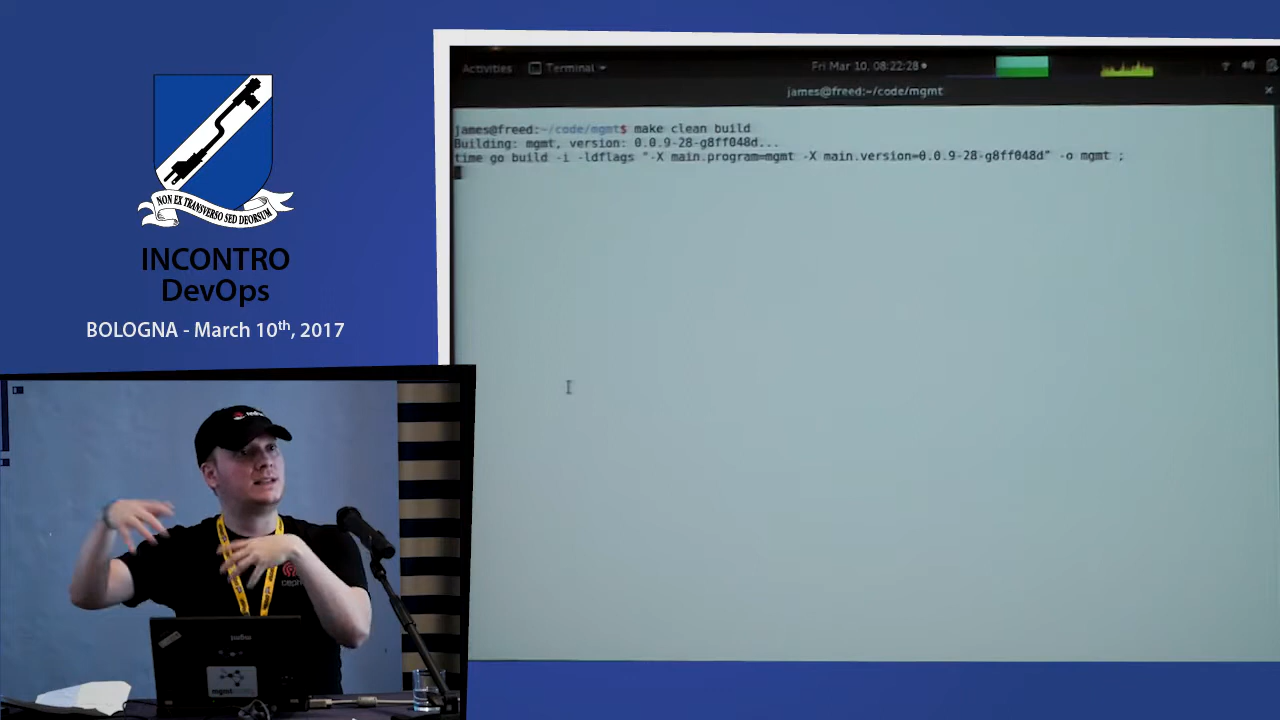 NON EX TRANSVERSO SED DEORSUM
INCONTRO
DevOps
BOLOGNA - March 10th, 2017
Activities Terminal Fri Mar 10, 08:22:28
james@freed:~/code/mgmt
james@freed:~/code/mgmt$ make clean build
Building: mgmt, version: 0.0.9-28-g8ff048d...
time go build -i -ldflags "-X main.program=mgmt -X main.version=0.0.9-28-g8ff048d" -o mgmt ;
ceph
mgmt